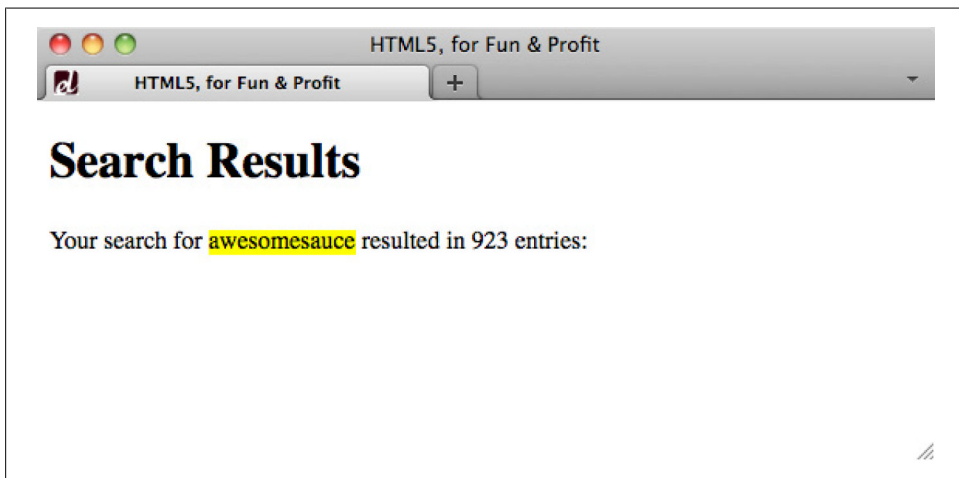 HTML5, for Fun & Profit
HTML5, for Fun & Profit
Search Results
Your search for awesomesauce resulted in 923 entries: